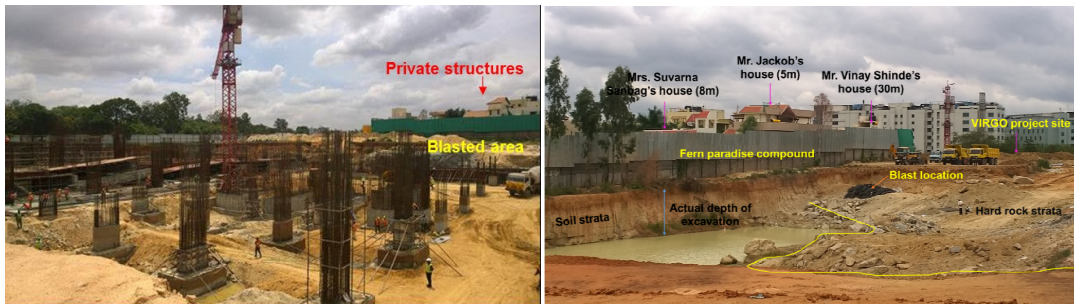 Private structures
Blasted area
Mrs. Suvarna
Sanbag's house (8m)
Mr. Jackob's
house (5m)
Mr. Vinay Shinde's
house (30m)
VIRGO project site
Fern paradise compound
Blast location
Soil strata
Actual depth of
excavation
Hard rock strata